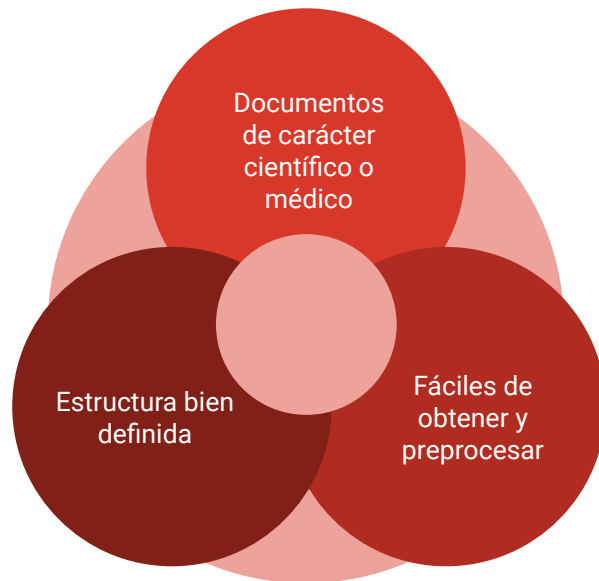 Documentos
de carácter
científico o
médico
Estructura bien
definida
Fáciles de
obtener y
preprocesar